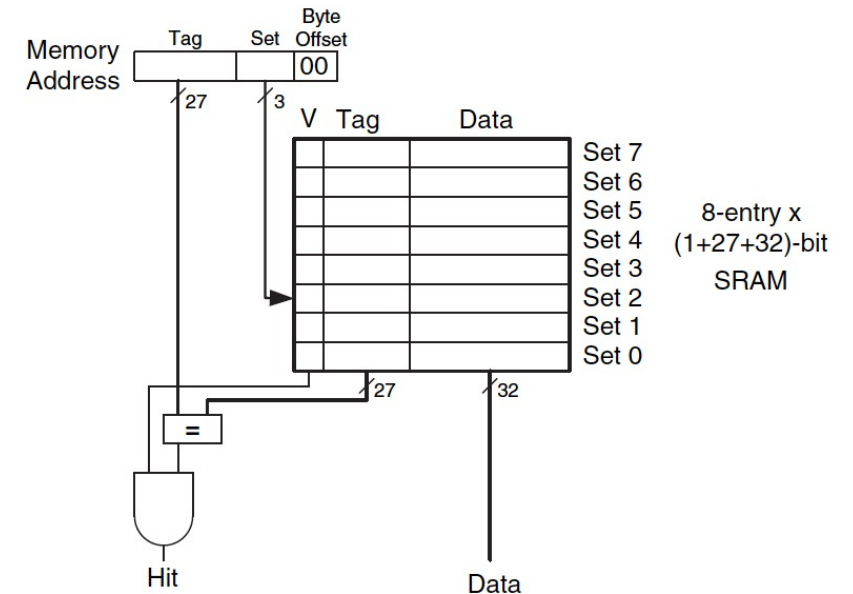 Memory
Address
Tag
Set
Byte
Offset
00
27
3
V
Tag
Data
Set 7
Set 6
Set 5
Set 4
Set 3
Set 2
Set 1
Set 0
8-entry x
(1+27+32)-bit
SRAM
27
32
=
Hit
Data